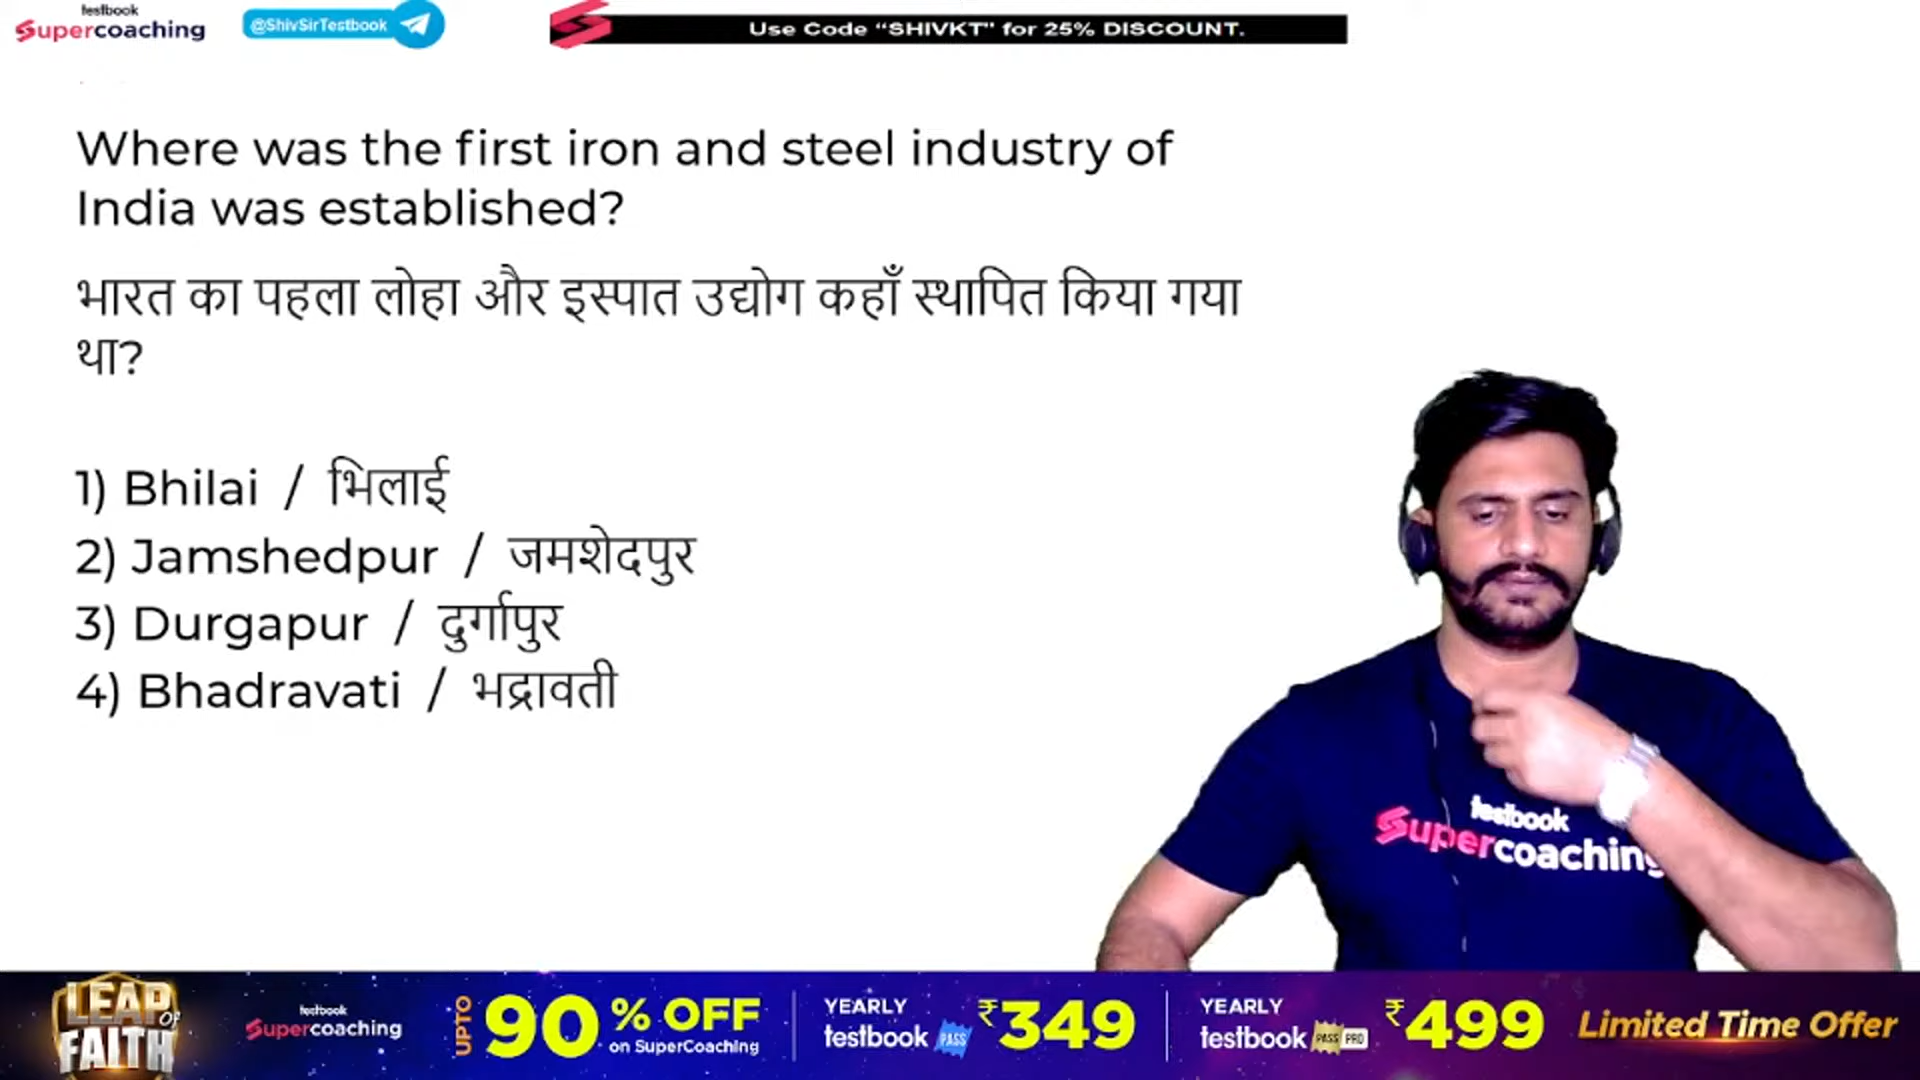 testbook
Supercoaching
@ShivSirTestbook
Use Code “SHIVKT" for 25% DISCOUNT.
Where was the first iron and steel industry of
India was established?
भारत का पहला लोहा और इस्पात उद्योग कहाँ स्थापित किया गया
था?
1) Bhilai / भिलाई
2) Jamshedpur / जमशेदपुर
3) Durgapur / दुर्गापुर
4) Bhadravati / भद्रावती
testbook
Supercoaching
LEAP OF
FAITH
testbook
Supercoaching
UPTO 90% OFF
on SuperCoaching
YEARLY
testbook PASS ₹349
YEARLY
testbook PASS PRO ₹499
Limited Time Offer